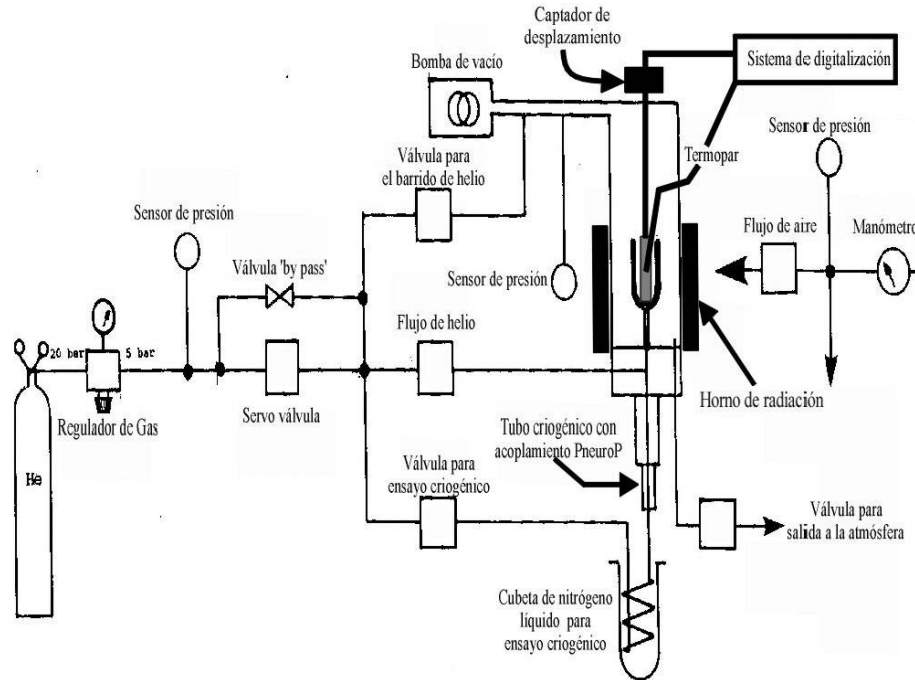 Captador de
desplazamiento
Bomba de vacío
Sistema de digitalización
Sensor de presión
Termopar
Válvula para
el barrido de helio
Sensor de presión
Flujo de aire
Manómetro
Válvula 'by pass'
Sensor de presión
Flujo de helio
20 bar
5 bar
Servo válvula
Horno de radiación
Regulador de Gas
Tubo criogénico con
acoplamiento PneuroP
Válvula para
ensayo criogénico
He
Válvula para
salida a la atmósfera
Cubeta de nitrógeno
líquido para
ensayo criogénico